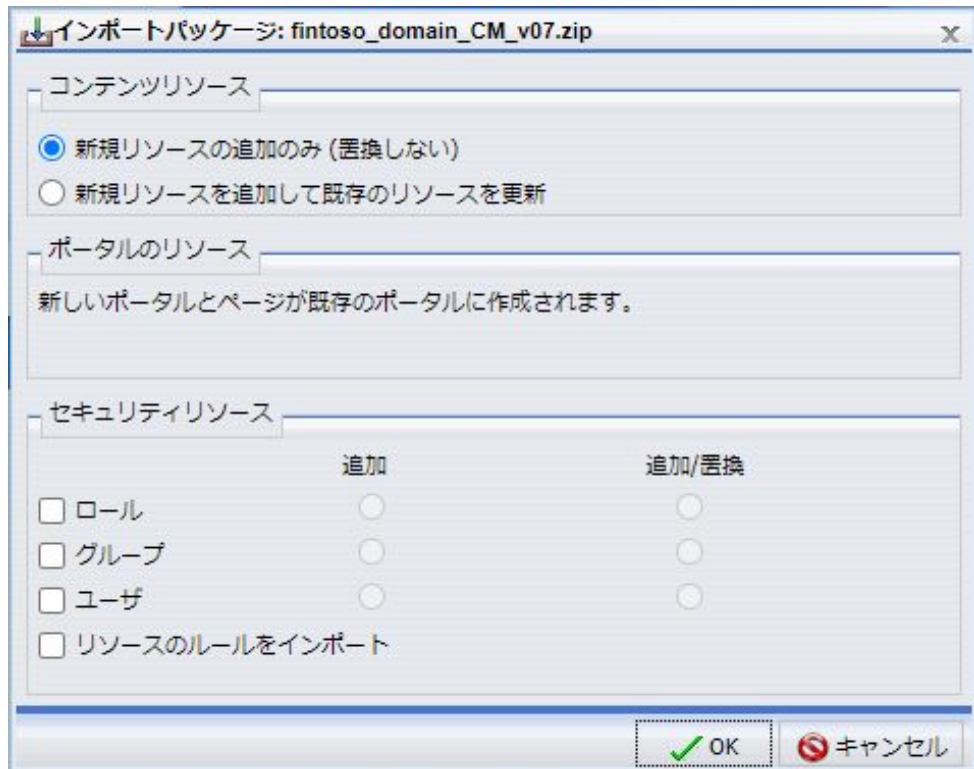 インポートパッケージ: fintoso_domain_CM_v07.zip
コンテンツリソース
新規リソースの追加のみ (置換しない)
新規リソースを追加して既存のリソースを更新
ポータルのリソース
新しいポータルとページが既存のポータルに作成されます。
セキュリティリソース
追加 追加/置換
ロール
グループ
ユーザ
リソースのルールをインポート
OK キャンセル